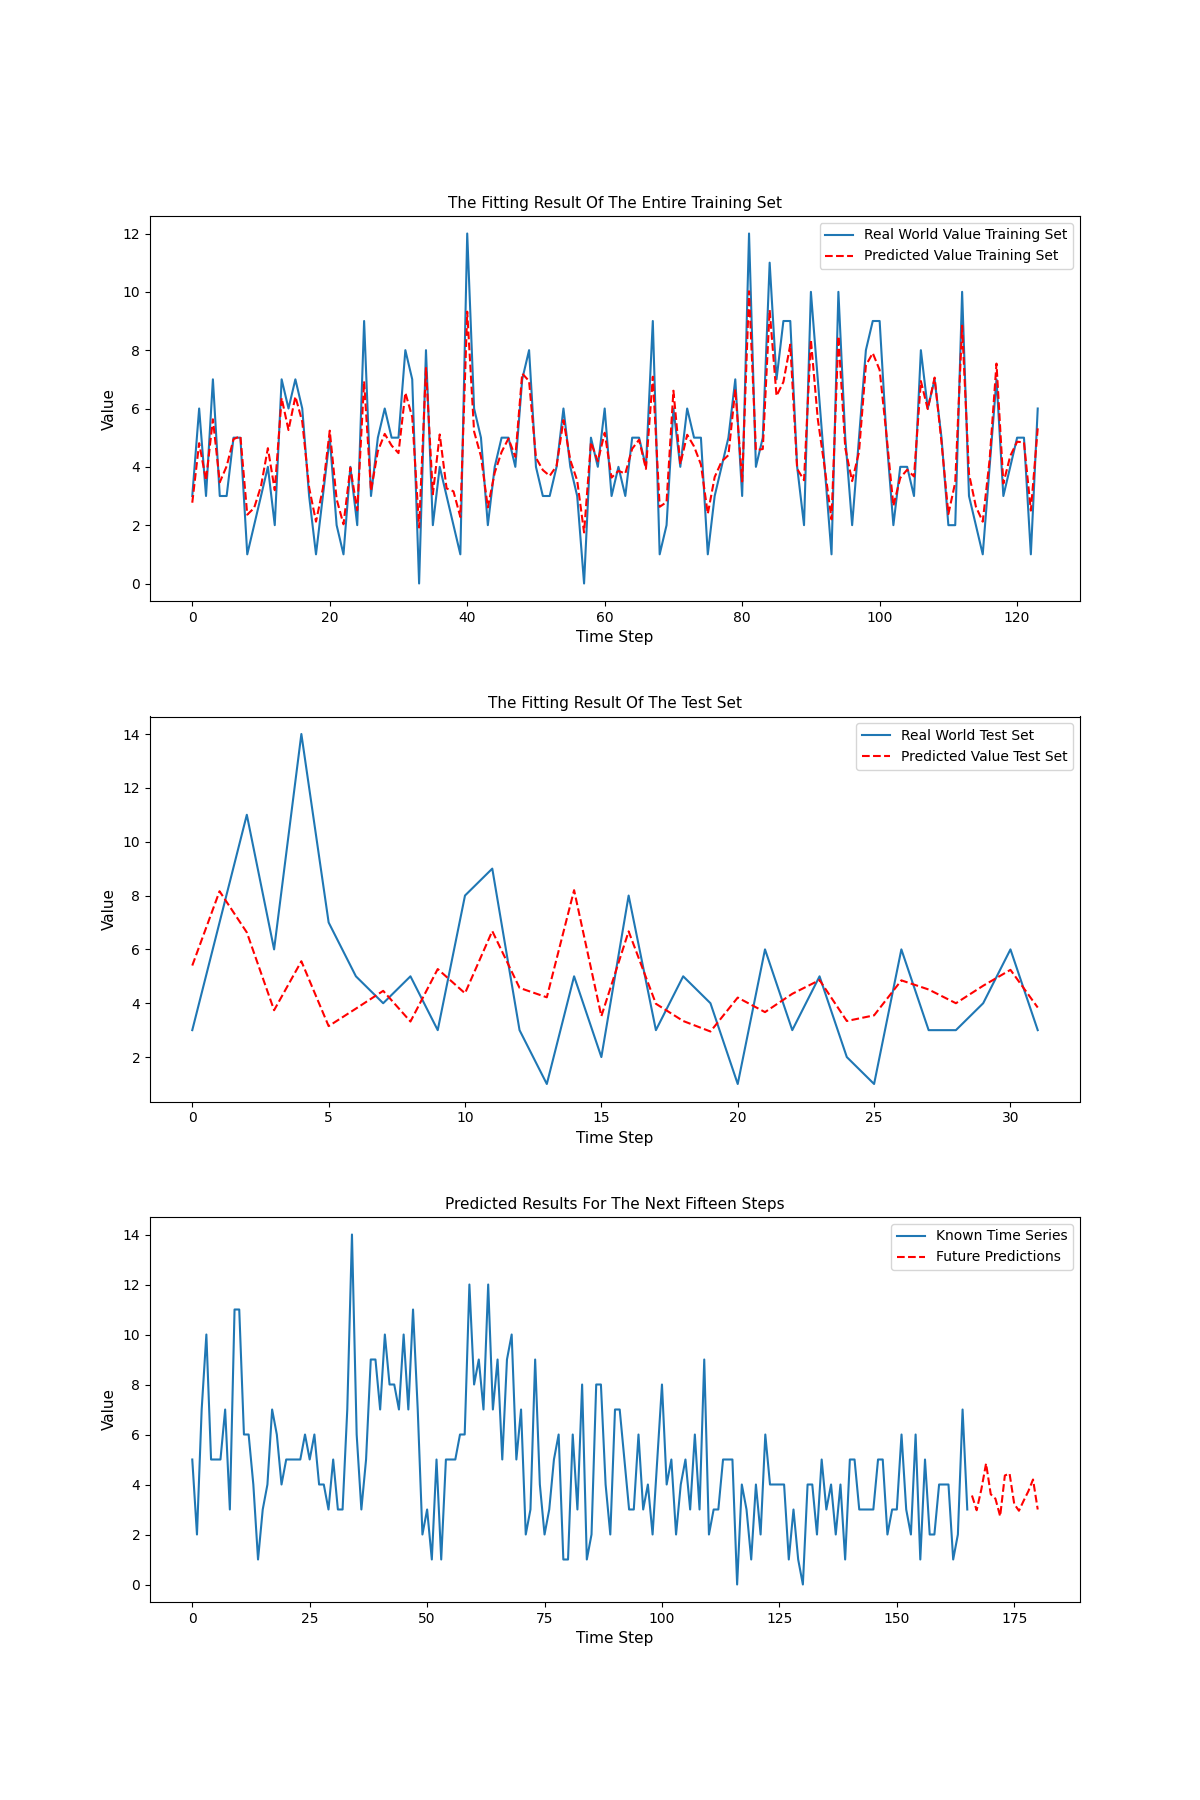 The Fitting Result Of The Entire Training Set
12
10
8
6
4
2
0
Value
Real World Value Training Set
Predicted Value Training Set
0 20 40 60 80 100 120
Time Step
The Fitting Result Of The Test Set
14
12
10
8
6
4
2
Value
Real World Test Set
Predicted Value Test Set
0 5 10 15 20 25 30
Time Step
Predicted Results For The Next Fifteen Steps
14
12
10
8
6
4
2
0
Value
Known Time Series
Future Predictions
0 25 50 75 100 125 150 175
Time Step